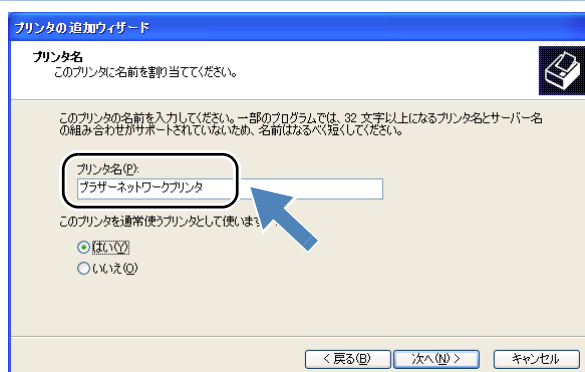 プリンタの追加ウィザード
プリンタ名
このプリンタに名前を割り当ててください。
このプリンタの名前を入力してください。一部のプログラムでは、32 文字以上になるプリンタ名とサーバー名
の組み合わせがサポートされていないため、名前はなるべく短くしてください。
プリンタ名(P):
ブラザーネットワークプリンタ
このプリンタを通常使うプリンタとして使いま
はい(Y)
いいえ(O)
< 戻る(B)
次へ(N) >
キャンセル